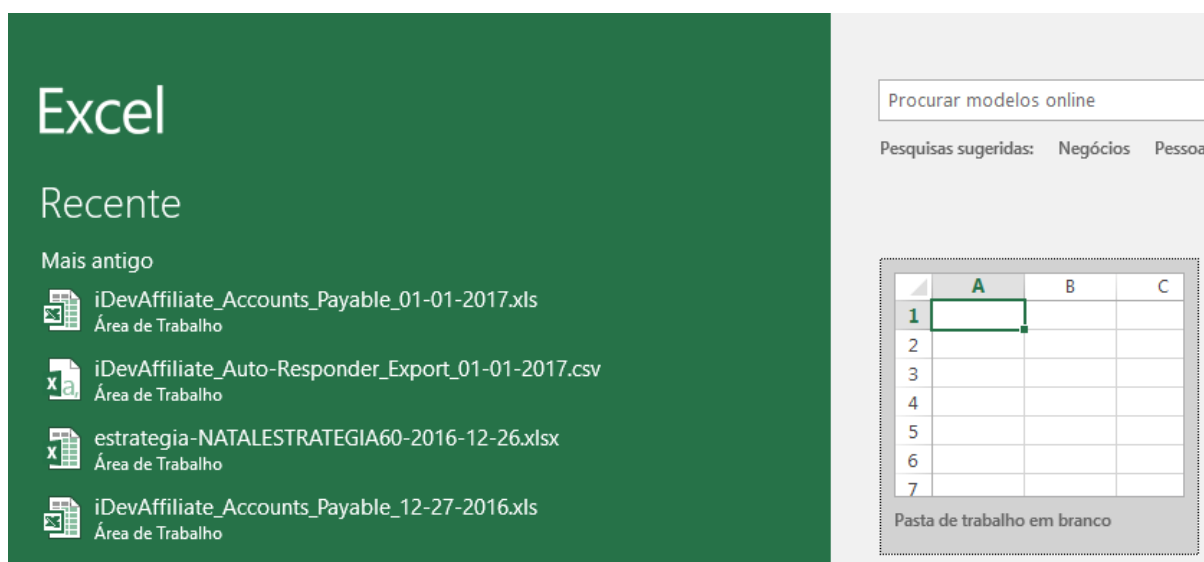 Excel
Recente
Mais antigo
iDevAffiliate_Accounts_Payable_01-01-2017.xls
Área de Trabalho
iDevAffiliate_Auto-Responder_Export_01-01-2017.csv
Área de Trabalho
estrategia-NATALESTRATEGIA60-2016-12-26.xlsx
Área de Trabalho
iDevAffiliate_Accounts_Payable_12-27-2016.xls
Área de Trabalho
Procurar modelos online
Pesquisas sugeridas: Negócios Pessoa
A B C
1
2
3
4
5
6
7
Pasta de trabalho em branco